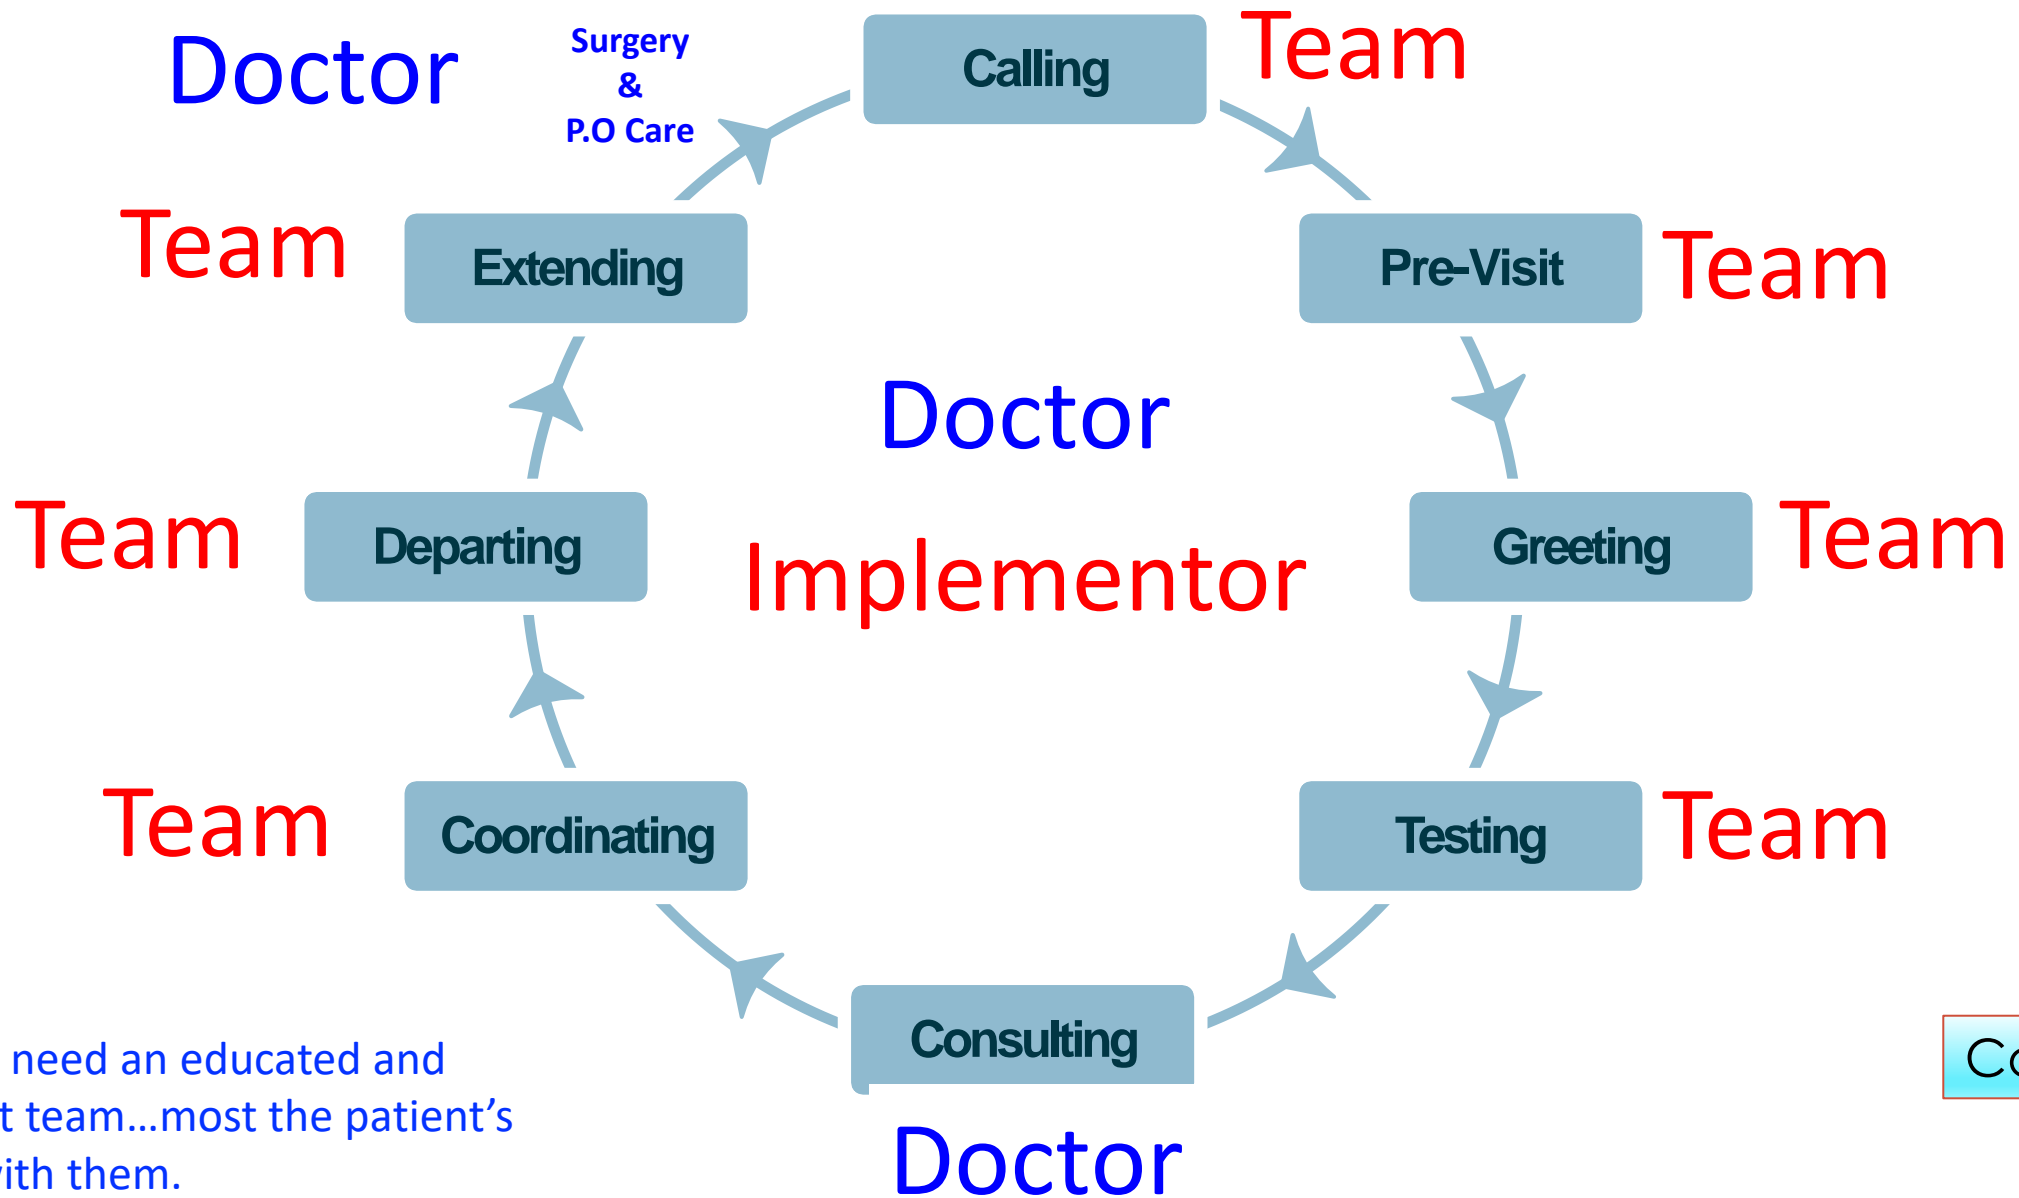 Doctor
Surgery
&
P.O Care
Calling
Team
Team
Extending
Pre-Visit
Team
Doctor
Team
Departing
Implementor
Greeting
Team
Team
Coordinating
Testing
Team
Consulting
Doctor
need an educated and
team...most the patient's
with them.